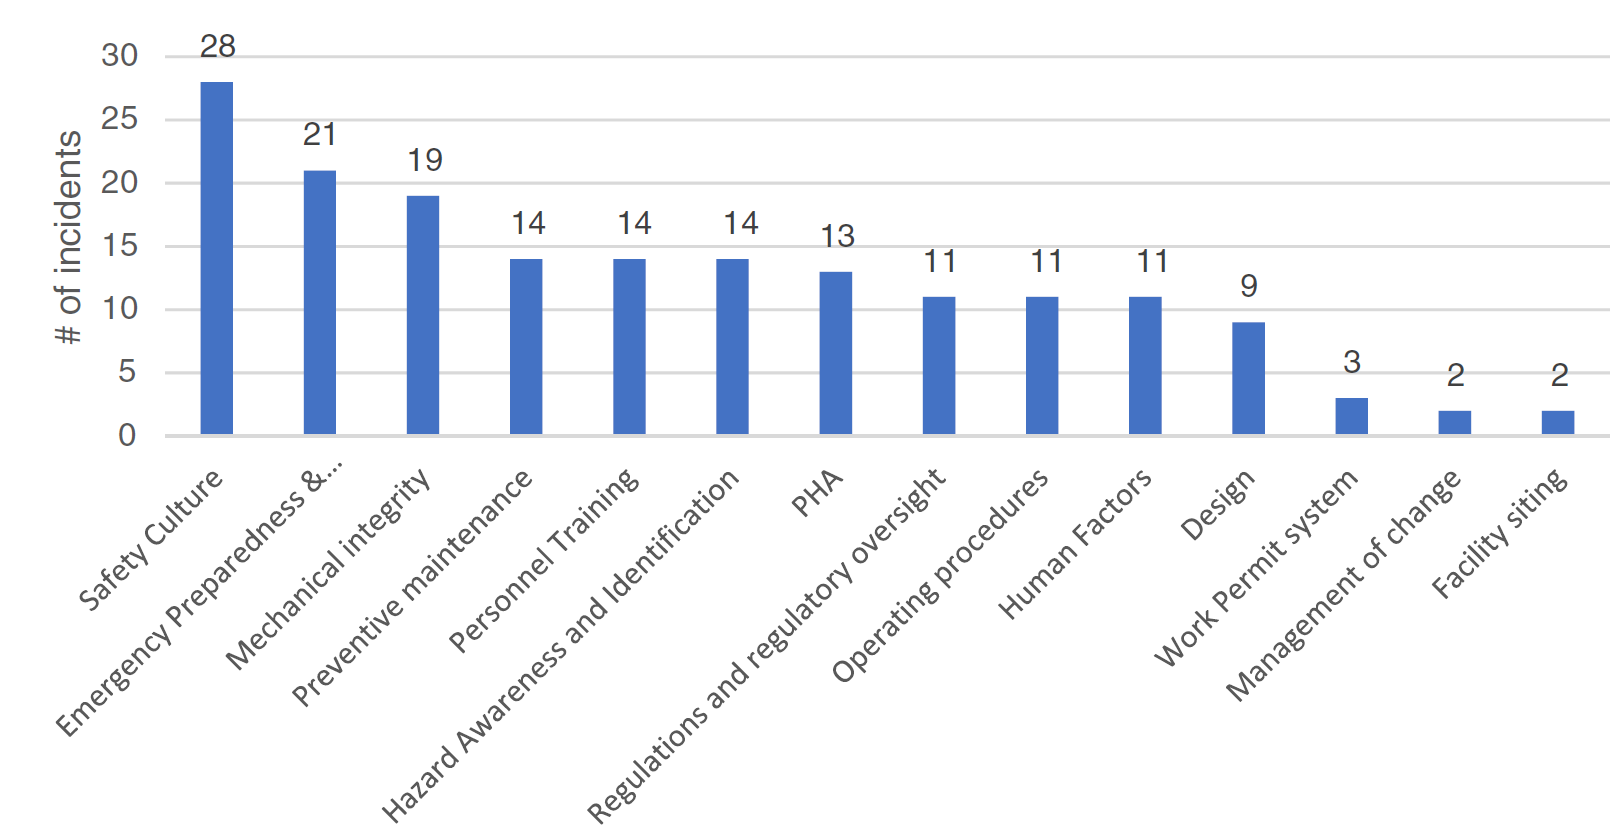 # of incidents
30
25
20
15
10
5
0
28
21
19
14
14
14
13
11
11
11
9
3
2
2
Safety Culture
Emergency Preparedness &...
Mechanical integrity
Preventive maintenance
Personnel Training
Hazard Awareness and Identification
PHA
Regulations and regulatory oversight
Operating procedures
Human Factors
Design
Work Permit system
Management of change
Facility siting